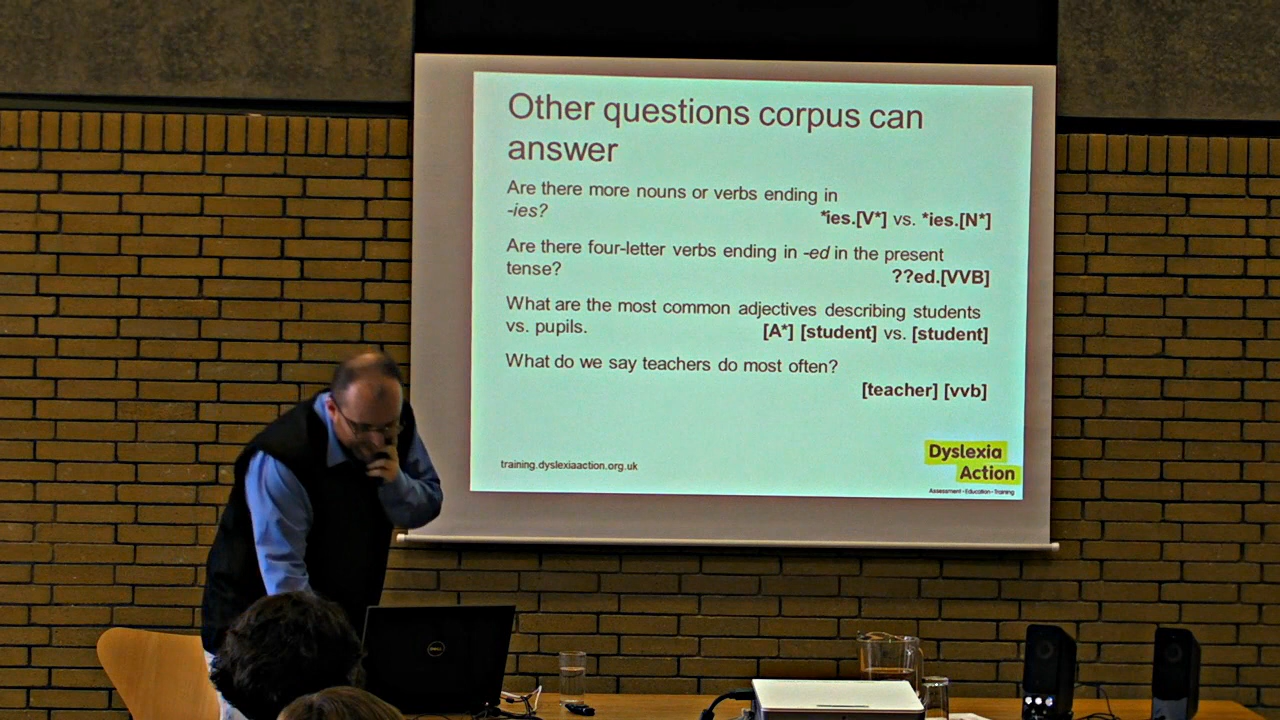 Other questions corpus can
answer
Are there more nouns or verbs ending in
-ies? *ies.[V*] vs. *ies.[N*]
Are there four-letter verbs ending in -ed in the present
tense? ??ed.[VVB]
What are the most common adjectives describing students
vs. pupils. [A*] [student] vs. [student]
What do we say teachers do most often?
[teacher] [vvb]
training.dyslexiaaction.org.uk
Dyslexia
Action
Assessment • Education • Training
DELL